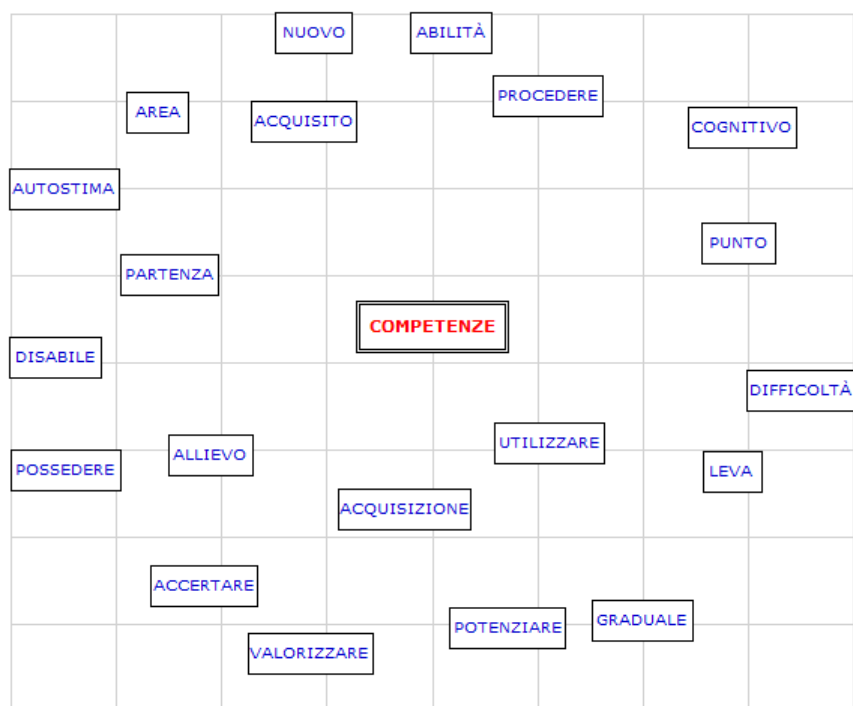 NUOVO
ABILITÀ
PROCEDERE
AREA
ACQUISITO
COGNITIVO
AUTOSTIMA
PUNTO
PARTENZA
COMPETENZE
DISABILE
DIFFICOLTÀ
UTILIZZARE
ALLIEVO
POSSEDERE
LEVA
ACQUISIZIONE
ACCERTARE
GRADUALE
POTENZIARE
VALORIZZARE